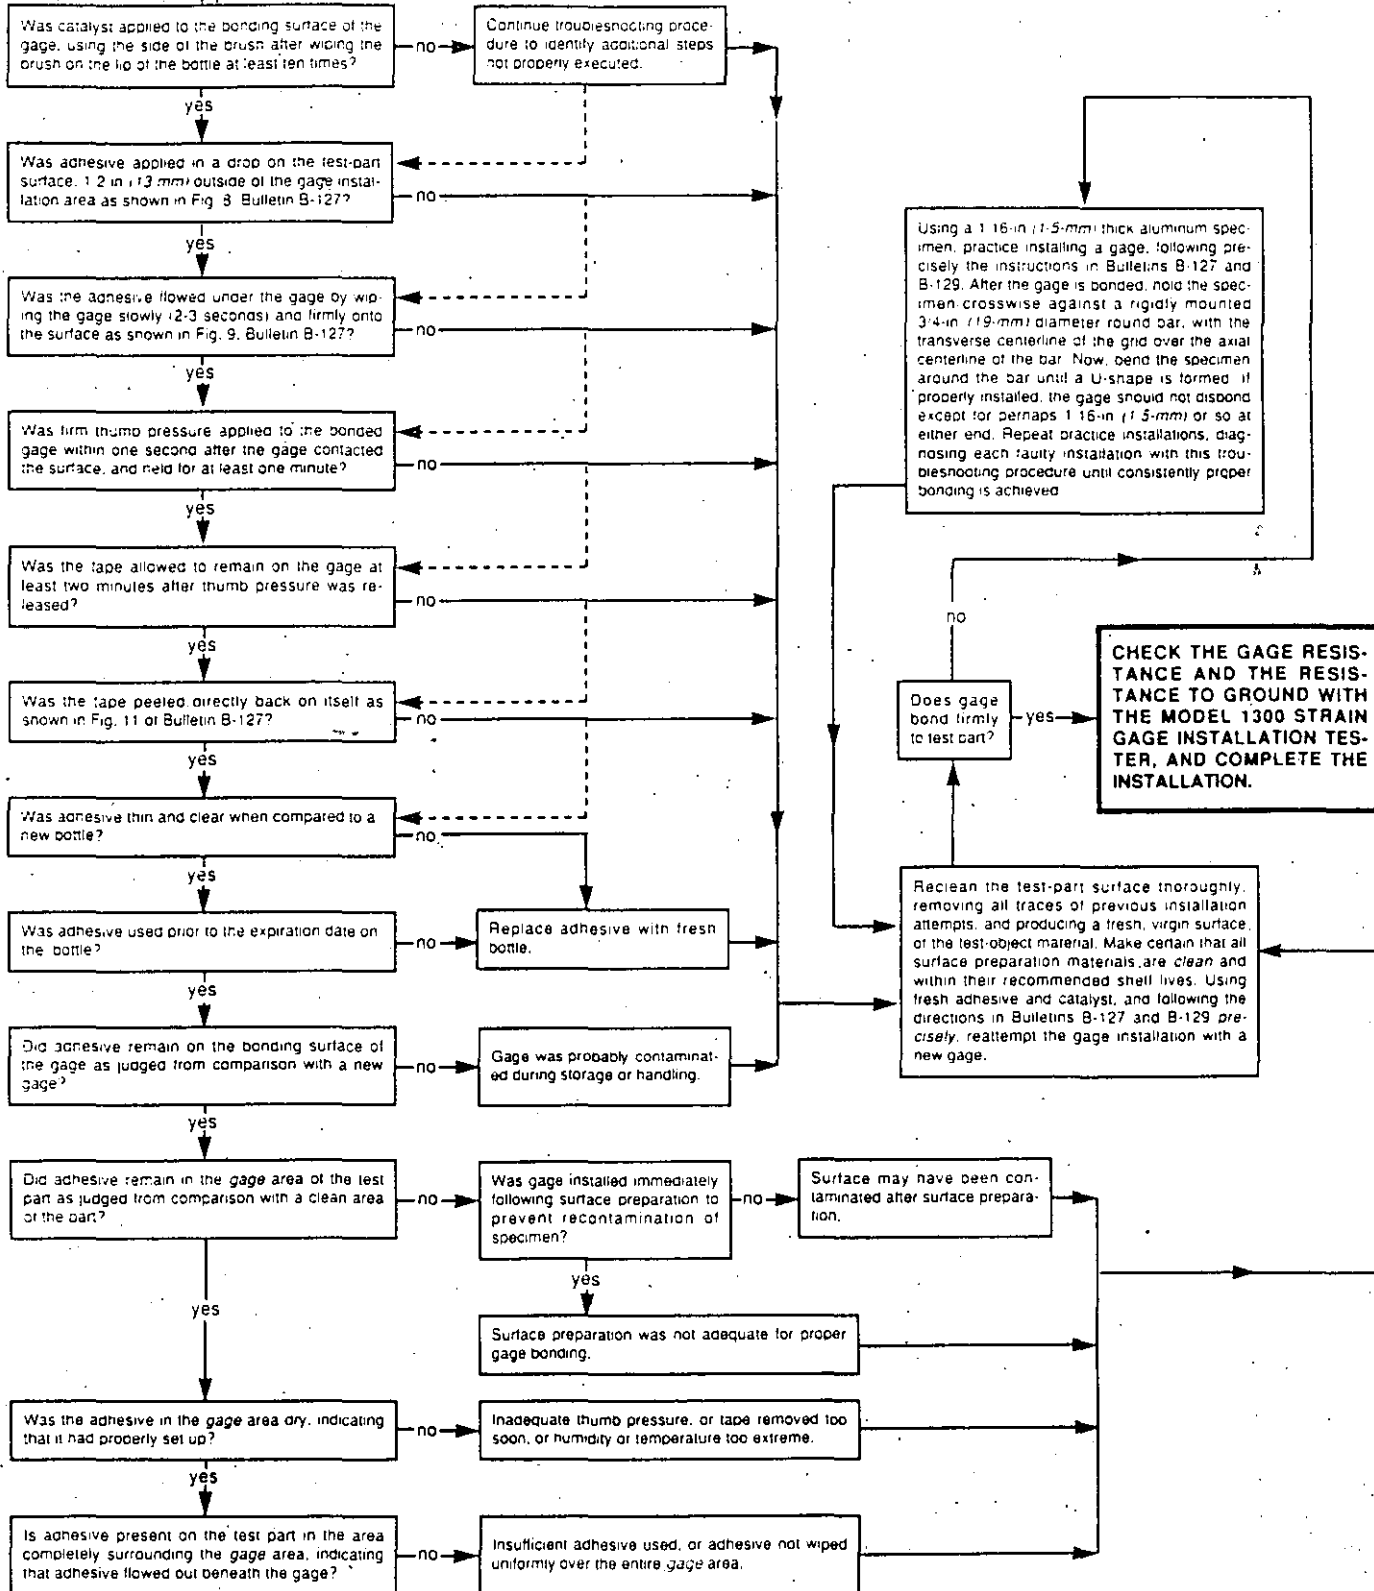 Was catalyst applied to the bonding surface of the
gage, using the side of the brush after wiping the
brush on the lip of the bottle at least ten times?
no
Continue troubleshooting proce-
dure to identify additional steps
not properly executed.
yes
Was adhesive applied in a drop on the test-part
surface, 1 2 in (13 mm) outside of the gage instal-
lation area as shown in Fig. 8 Bulletin B-127?
no
yes
Was the adhesive flowed under the gage by wip-
ing the gage slowly (2-3 seconds) and firmly onto
the surface as shown in Fig. 9, Bulletin B-127?
no
yes
Was firm thumb pressure applied to the bonded
gage within one second after the gage contacted
the surface, and held for at least one minute?
no
yes
Was the tape allowed to remain on the gage at
least two minutes after thumb pressure was re-
leased?
no
yes
Was the tape peeled directly back on itself as
shown in Fig. 11 of Bulletin B-127?
no
yes
Was adhesive thin and clear when compared to a
new bottle?
no
yes
Was adhesive used prior to the expiration date on
the bottle?
no
Replace adhesive with fresh
bottle.
yes
Did adhesive remain on the bonding surface of
the gage as judged from comparison with a new
gage?
no
Gage was probably contaminat-
ed during storage or handling.
yes
Did adhesive remain in the gage area of the test
part as judged from comparison with a clean area
of the part?
no
Was gage installed immediately
following surface preparation to
prevent recontamination of
specimen?
no
Surface may have been con-
taminated after surface prepara-
tion.
yes
Surface preparation was not adequate for proper
gage bonding.
yes
Was the adhesive in the gage area dry, indicating
that it had properly set up?
no
Inadequate thumb pressure, or tape removed too
soon, or humidity or temperature too extreme.
yes
Is adhesive present on the test part in the area
completely surrounding the gage area, indicating
that adhesive flowed out beneath the gage?
no
Insufficient adhesive used, or adhesive not wiped
uniformly over the entire gage area.
Using a 1 16-in (1-5-mm) thick aluminum spec-
imen, practice installing a gage, following pre-
cisely the instructions in Bulletins B-127 and
B-129. After the gage is bonded, hold the spec-
imen crosswise against a rigidly mounted
3/4-in (19-mm) diameter round bar, with the
transverse centerline of the grid over the axial
centerline of the bar. Now, bend the specimen
around the bar until a U-shape is formed. If
properly installed, the gage should not disbond
except for perhaps 1 16-in (1 5-mm) or so at
either end. Repeat practice installations, diag-
nosing each faulty installation with this trou-
bleshooting procedure until consistently proper
bonding is achieved
no
Does gage
bond firmly
to test part?
yes
CHECK THE GAGE RESIS-
TANCE AND THE RESIS-
TANCE TO GROUND WITH
THE MODEL 1300 STRAIN
GAGE INSTALLATION TES-
TER, AND COMPLETE THE
INSTALLATION.
Reclean the test-part surface thoroughly,
removing all traces of previous installation
attempts, and producing a fresh, virgin surface
of the test-object material. Make certain that all
surface preparation materials are clean and
within their recommended shelf lives. Using
fresh adhesive and catalyst, and following the
directions in Bulletins B-127 and B-129 pre-
cisely, reattempt the gage installation with a
new gage.